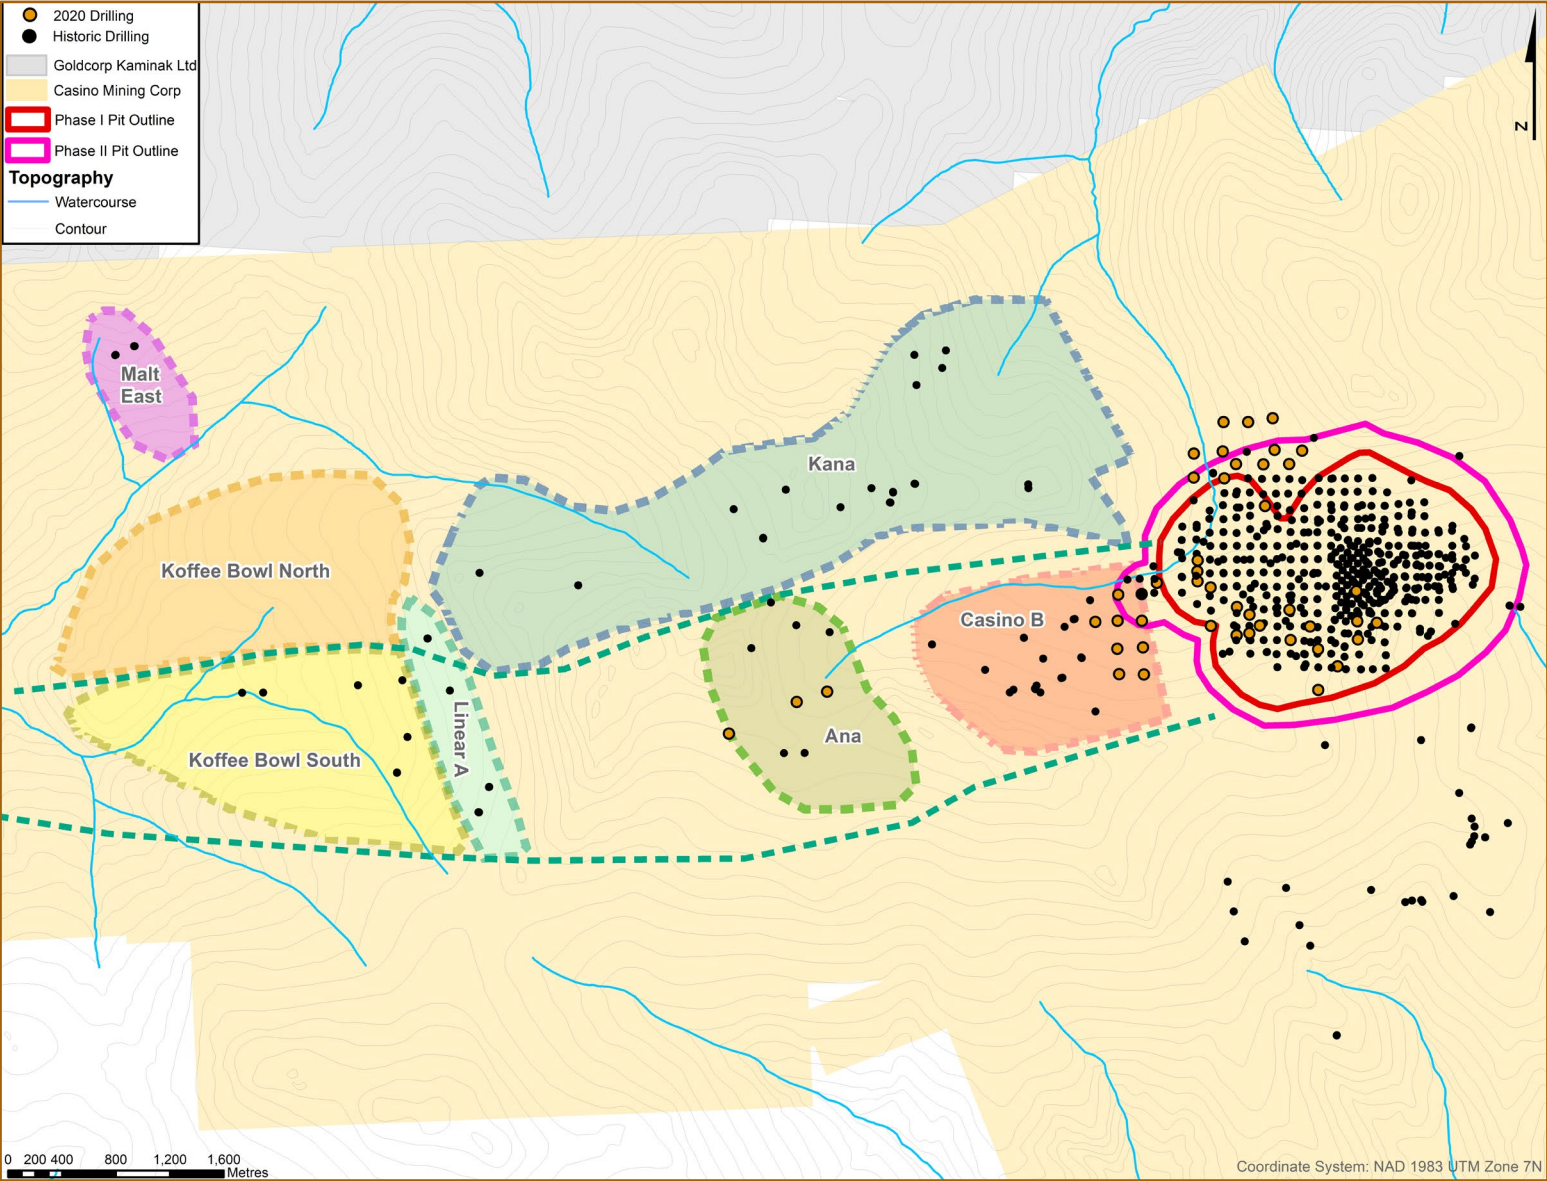 2020 Drilling
Historic Drilling
Goldcorp Kaminak Ltd
Casino Mining Corp
Phase I Pit Outline
Phase II Pit Outline
Topography
Watercourse
Contour
N
Malt
East
Kana
Koffee Bowl North
Casino B
Linear A
Ana
Koffee Bowl South
0 200 400 800 1,200 1,600
Metres
Coordinate System: NAD 1983 UTM Zone 7N